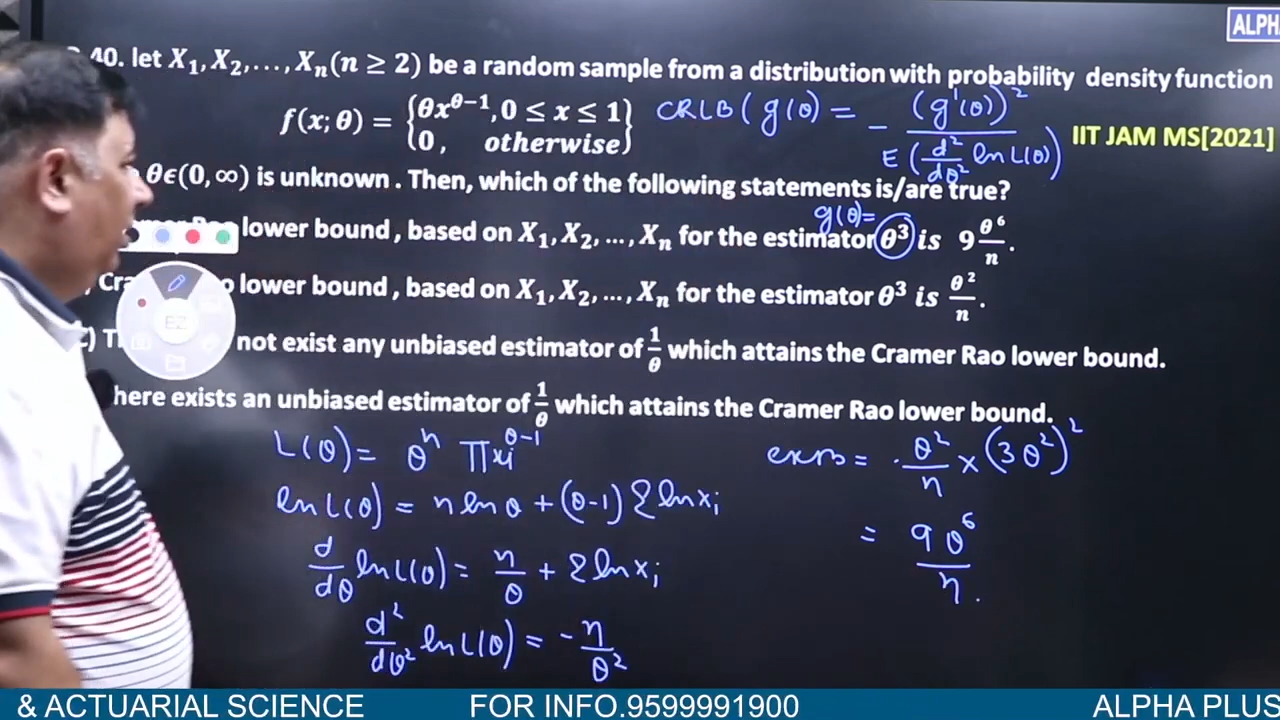 ALPH
40. let X₁, X₂, …, Xₙ(n ≥ 2) be a random sample from a distribution with probability density function
f(x; θ) = {θx^{θ−1}, 0 ≤ x ≤ 1
0, otherwise}
CRLB(g(θ) = − (g'(θ))² / E(d²/dθ² ln L(θ))
IIT JAM MS[2021]
θϵ(0, ∞) is unknown . Then, which of the following statements is/are true?
g(θ)=
lower bound , based on X₁, X₂, …, Xₙ for the estimator θ³ is 9 θ⁶/n.
lower bound , based on X₁, X₂, …, Xₙ for the estimator θ³ is θ²/n.
not exist any unbiased estimator of 1/θ which attains the Cramer Rao lower bound.
here exists an unbiased estimator of 1/θ which attains the Cramer Rao lower bound.
L(θ) = θⁿ Πxᵢ^{θ−1}
ln L(θ) = n ln θ + (θ−1) Σ ln xᵢ
d/dθ ln L(θ) = n/θ + Σ ln xᵢ
d²/dθ² ln L(θ) = − n/θ²
= θ²/n × (3θ²)²
= 9θ⁶/n.
EZ
& ACTUARIAL SCIENCE FOR INFO.9599991900 ALPHA PLUS